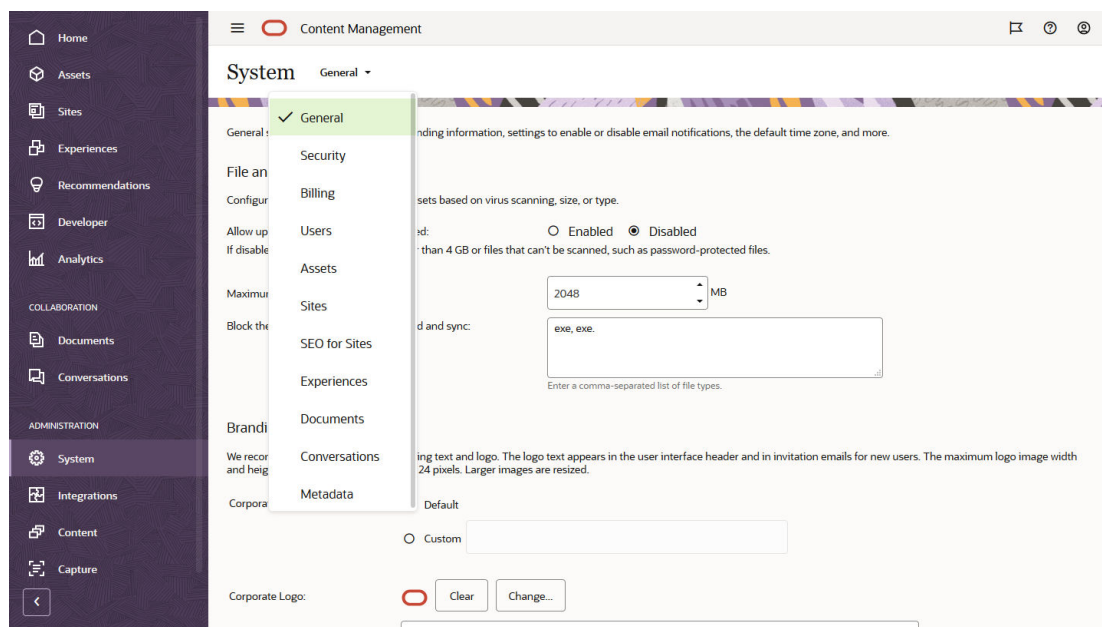 Home
Assets
Sites
Experiences
Recommendations
Developer
Analytics
COLLABORATION
Documents
Conversations
ADMINISTRATION
System
Integrations
Content
Capture
Content Management
System General
General
Security
Billing
Users
Assets
Sites
SEO for Sites
Experiences
Documents
Conversations
Metadata
General nding information, settings to enable or disable email notifications, the default time zone, and more.
File an
Configur sets based on virus scanning, size, or type.
Allow up ed: Enabled Disabled
If disable than 4 GB or files that can't be scanned, such as password-protected files.
Maximu 2048 MB
Block the d and sync: exe, exe.
Enter a comma-separated list of file types.
Brandi
We recor ing text and logo. The logo text appears in the user interface header and in invitation emails for new users. The maximum logo image width
and heig 24 pixels. Larger images are resized.
Corpora Default
Custom
Corporate Logo: Clear Change...